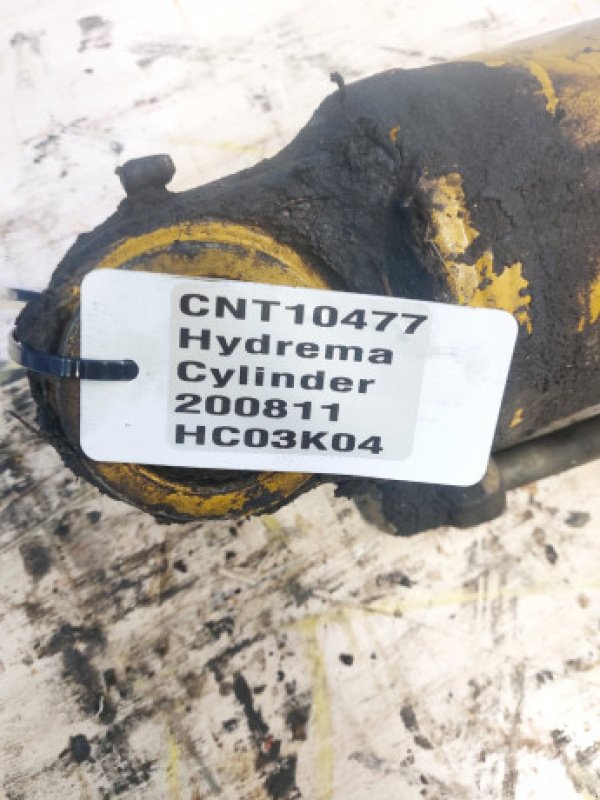 CNT10477
Hydrema
Cylinder
200811
HC03K04